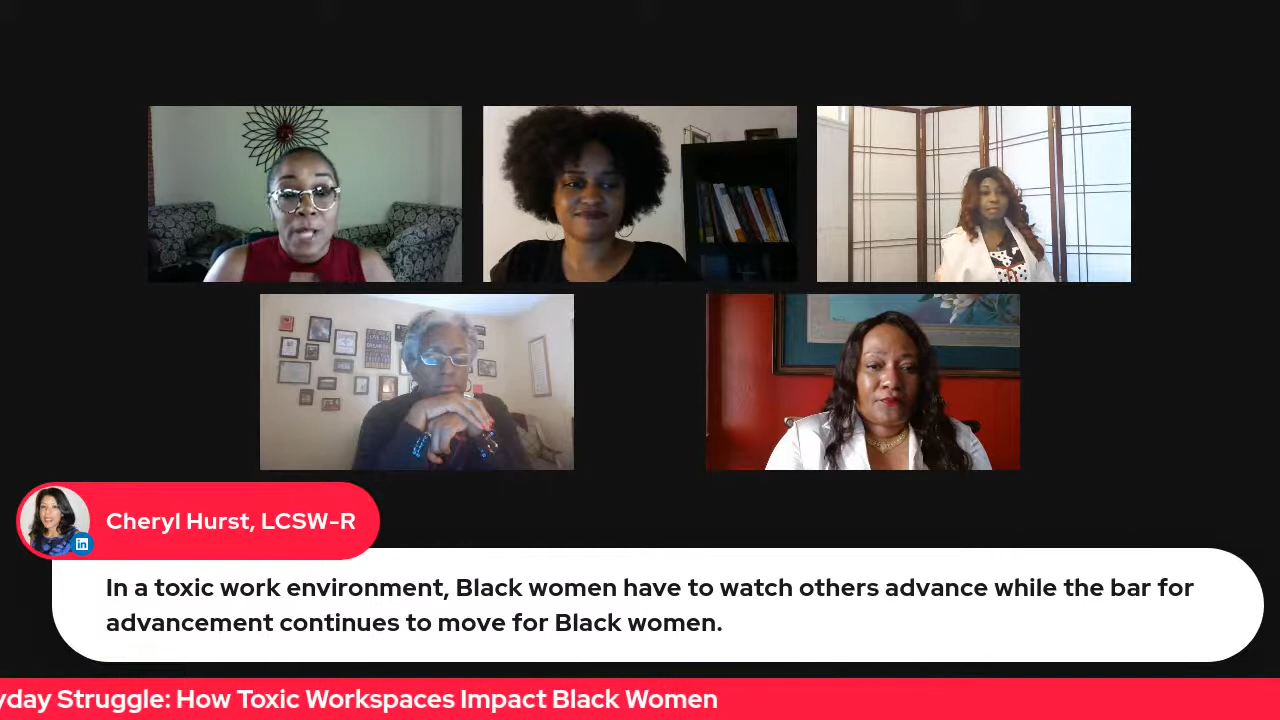 Cheryl Hurst, LCSW-R
in
In a toxic work environment, Black women have to watch others advance while the bar for
advancement continues to move for Black women.
yday Struggle: How Toxic Workspaces Impact Black Women